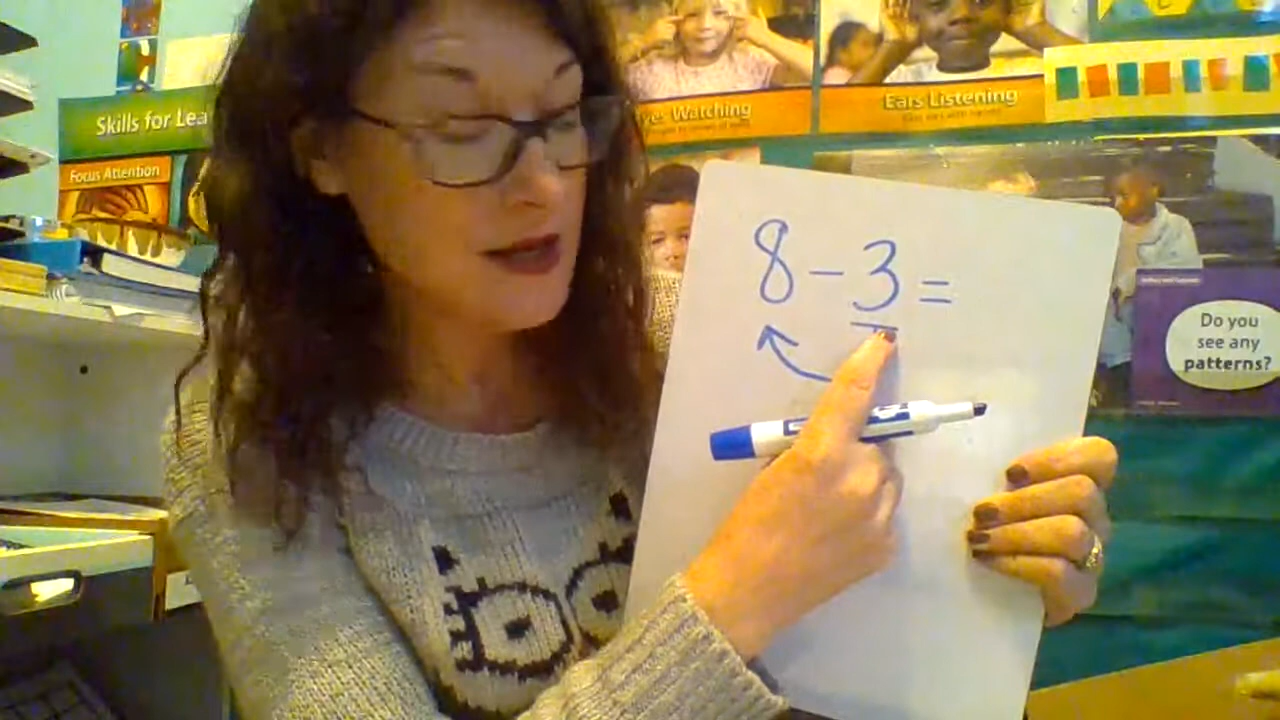 Skills for Lea
Focus Attention
Watching
Ears Listening
8 - 3 =
Do you
see any
patterns?